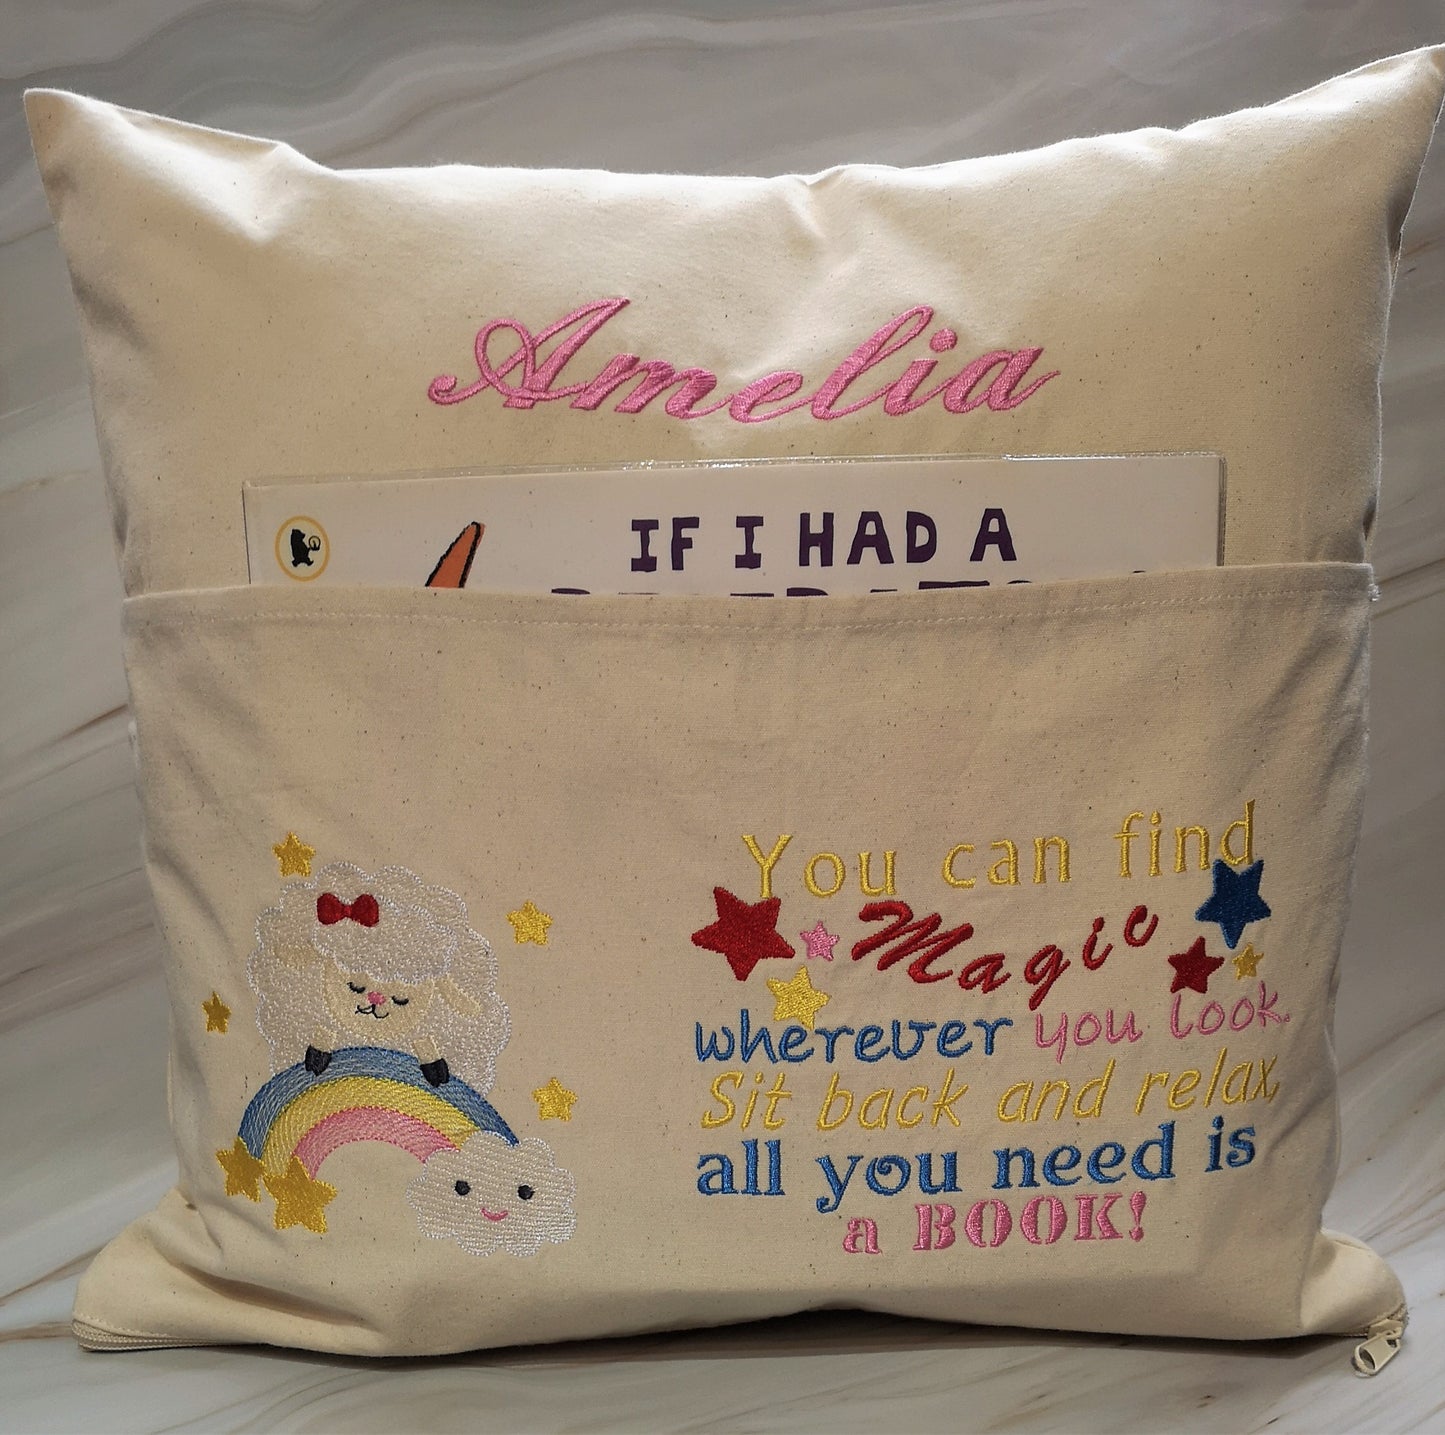 Amelia
IF I HAD A
You can find
Magic
wherever you look.
Sit back and relax,
all you need is
a BOOK!